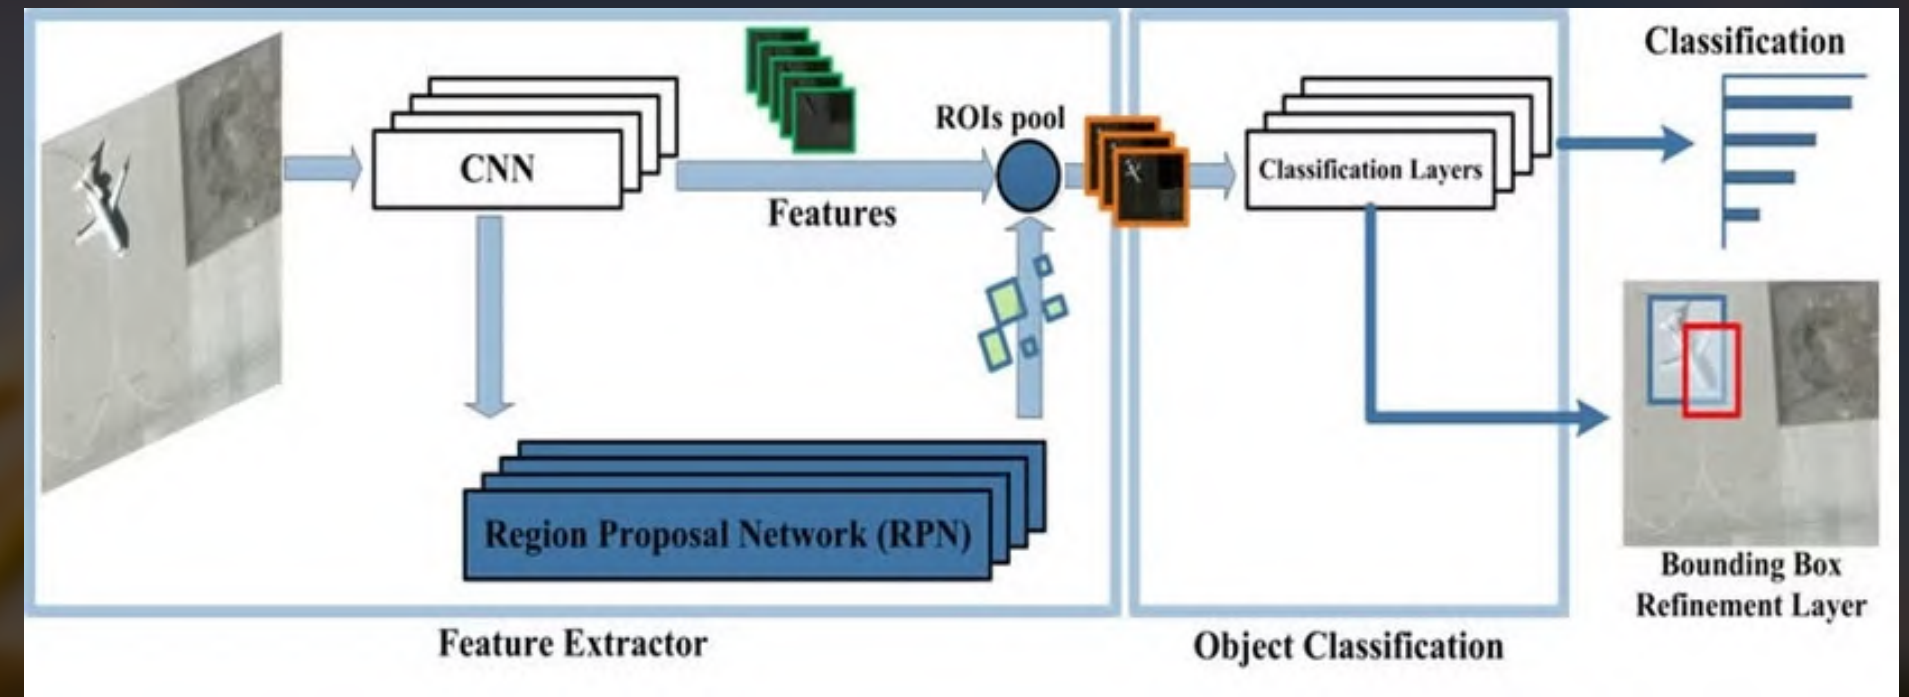 Classification
ROIs pool
CNN
Classification Layers
Features
Region Proposal Network (RPN)
Bounding Box
Refinement Layer
Feature Extractor
Object Classification